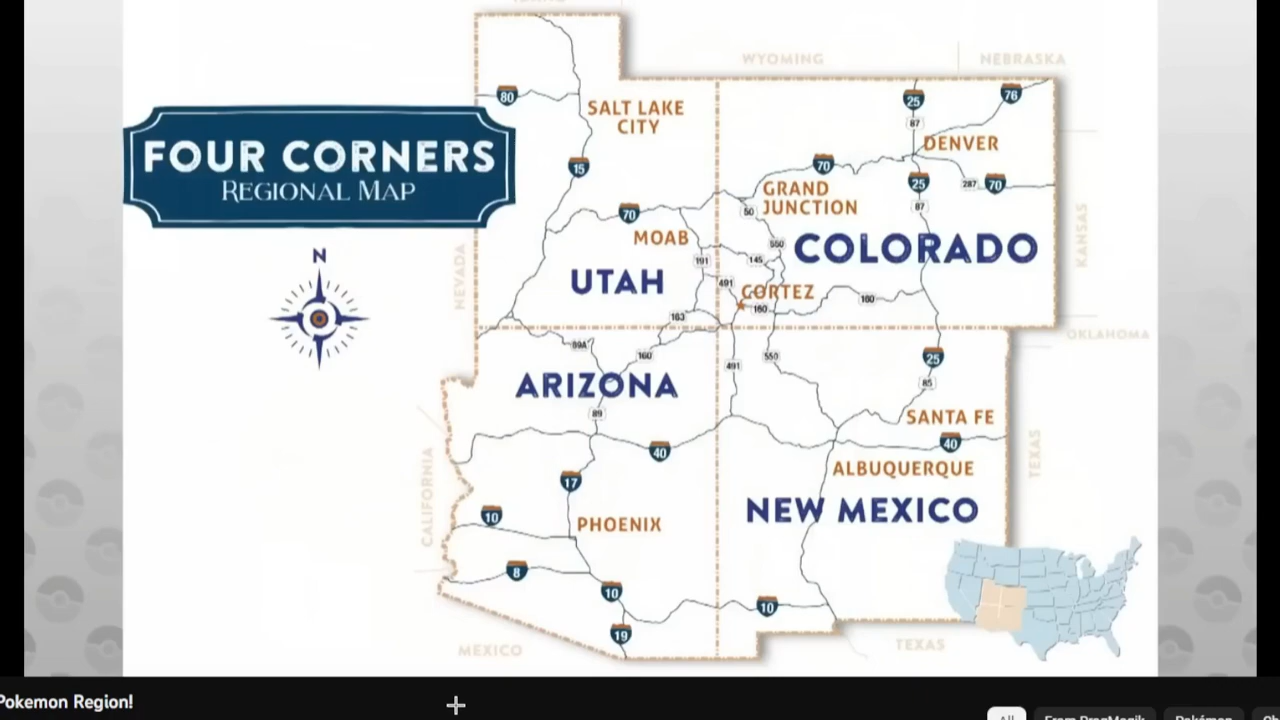 WYOMING
NEBRASKA
80
25
76
SALT LAKE
CITY
87
FOUR CORNERS
REGIONAL MAP
DENVER
15
70
25
287
70
GRAND
JUNCTION
50
87
70
MOAB
550
COLORADO
KANSAS
N
NEVADA
191
145
UTAH
491
CORTEZ
160
160
163
OKLAHOMA
89A
160
550
25
491
ARIZONA
85
89
SANTA FE
40
40
TEXAS
ALBUQUERQUE
CALIFORNIA
17
10
NEW MEXICO
PHOENIX
8
10
10
19
MEXICO
TEXAS
Pokemon Region!
All